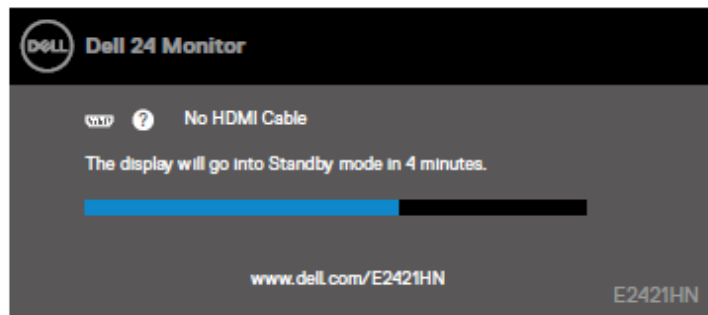 DELL Dell 24 Monitor
? No HDMI Cable
The display will go into Standby mode in 4 minutes.
www.dell.com/E2421HN
E2421HN